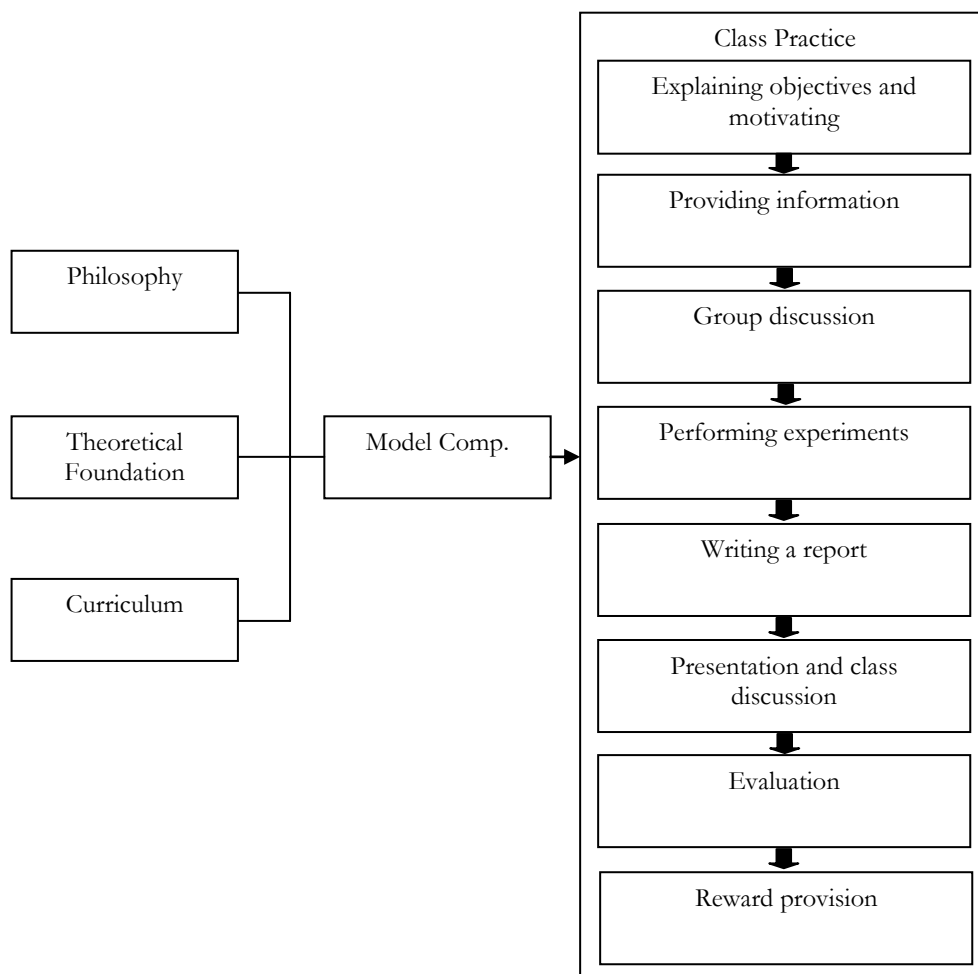 Philosophy
Theoretical
Foundation
Curriculum
Model Comp.
Class Practice
Explaining objectives and
motivating
Providing information
Group discussion
Performing experiments
Writing a report
Presentation and class
discussion
Evaluation
Reward provision